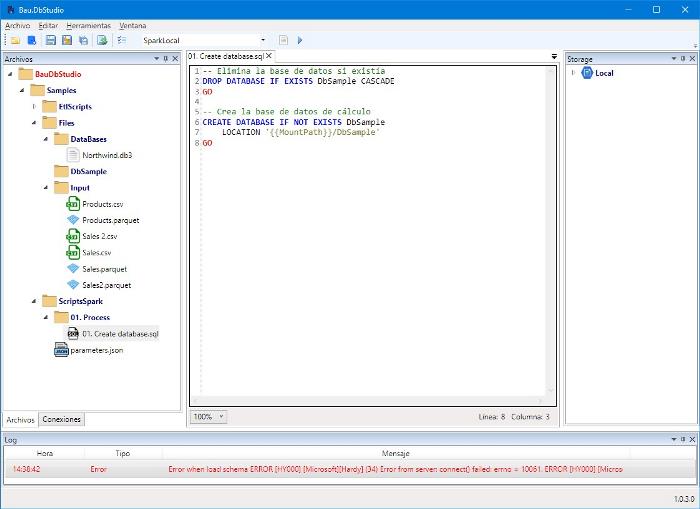 Bau.DbStudio
Archivo Editar Herramientas Ventana
SparkLocal
Archivos
BauDbStudio
Samples
EtlScripts
Files
DataBases
Northwind.db3
DbSample
Input
Products.csv
Products.parquet
Sales 2.csv
Sales.csv
Sales.parquet
Sales2.parquet
ScriptsSpark
01. Process
01. Create database.sql
parameters.json
Archivos Conexiones
01. Create database.sql
1 -- Elimina la base de datos si existía
2 DROP DATABASE IF EXISTS DbSample CASCADE
3 GO
4
5 -- Crea la base de datos de cálculo
6 CREATE DATABASE IF NOT EXISTS DbSample
7 LOCATION '{{MountPath}}/DbSample'
8 GO
100% Línea: 8 Columna: 3
Storage
Local
Log
Hora Tipo Mensaje
14:38:42 Error Error when load schema ERROR [HY000] [Microsoft][Hardy] (34) Error from server: connect() failed: errno = 10061. ERROR [HY000] [Micros
1.0.3.0